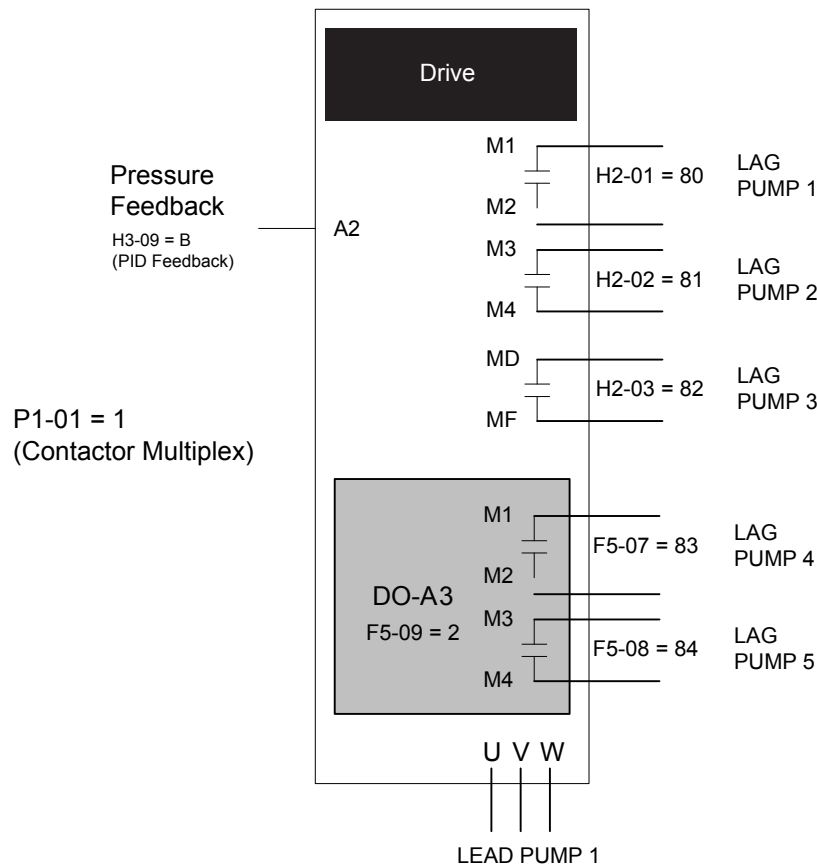 Drive
M1
H2-01 = 80
LAG
PUMP 1
M2
Pressure
Feedback
H3-09 = B
(PID Feedback)
A2
M3
H2-02 = 81
LAG
PUMP 2
M4
MD
H2-03 = 82
LAG
PUMP 3
MF
P1-01 = 1
(Contactor Multiplex)
M1
F5-07 = 83
LAG
PUMP 4
M2
DO-A3
F5-09 = 2
M3
F5-08 = 84
LAG
PUMP 5
M4
U V W
LEAD PUMP 1